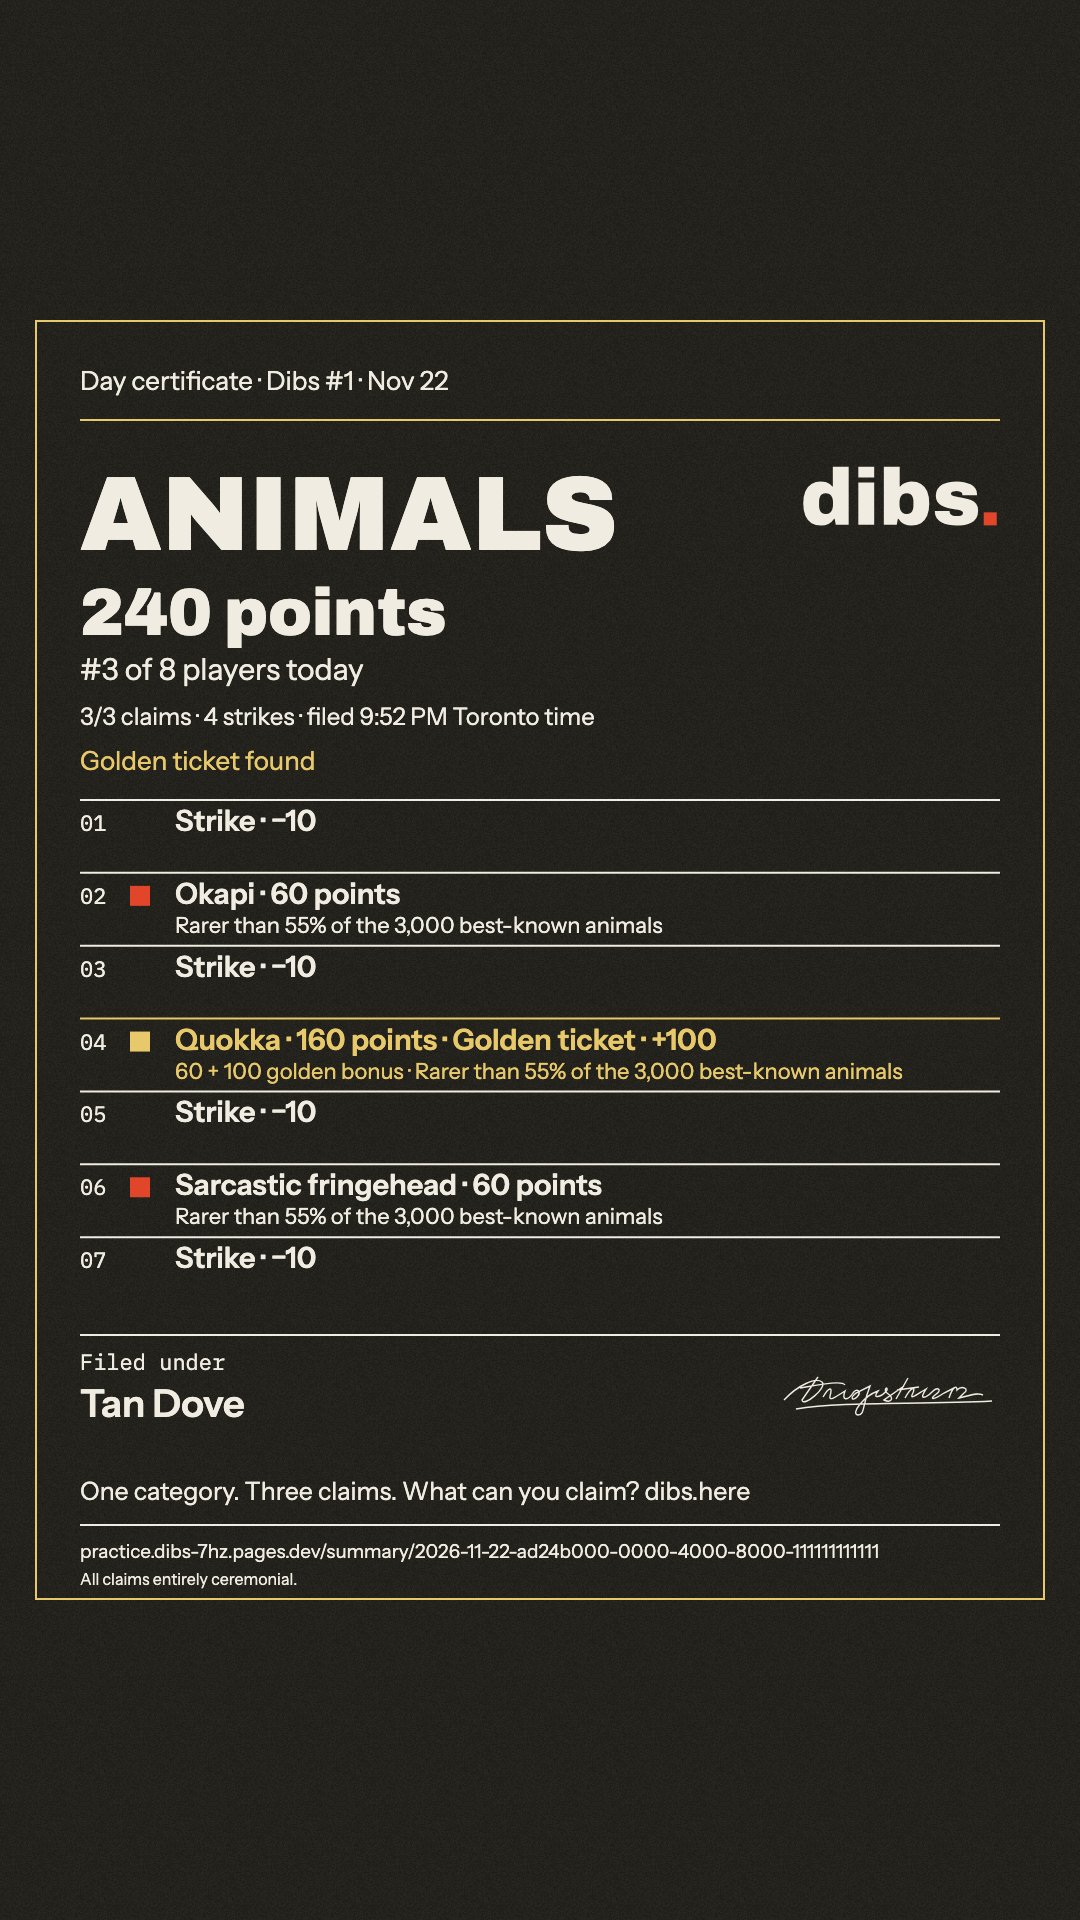 Day certificate · Dibs #1 · Nov 22
ANIMALS
dibs.
240 points
#3 of 8 players today
3/3 claims · 4 strikes · filed 9:52 PM Toronto time
Golden ticket found
01 Strike · −10
02 Okapi · 60 points
Rarer than 55% of the 3,000 best-known animals
03 Strike · −10
04 Quokka · 160 points · Golden ticket · +100
60 + 100 golden bonus · Rarer than 55% of the 3,000 best-known animals
05 Strike · −10
06 Sarcastic fringehead · 60 points
Rarer than 55% of the 3,000 best-known animals
07 Strike · −10
Filed under
Tan Dove
One category. Three claims. What can you claim? dibs.here
practice.dibs-7hz.pages.dev/summary/2026-11-22-ad24b000-0000-4000-8000-111111111111
All claims entirely ceremonial.